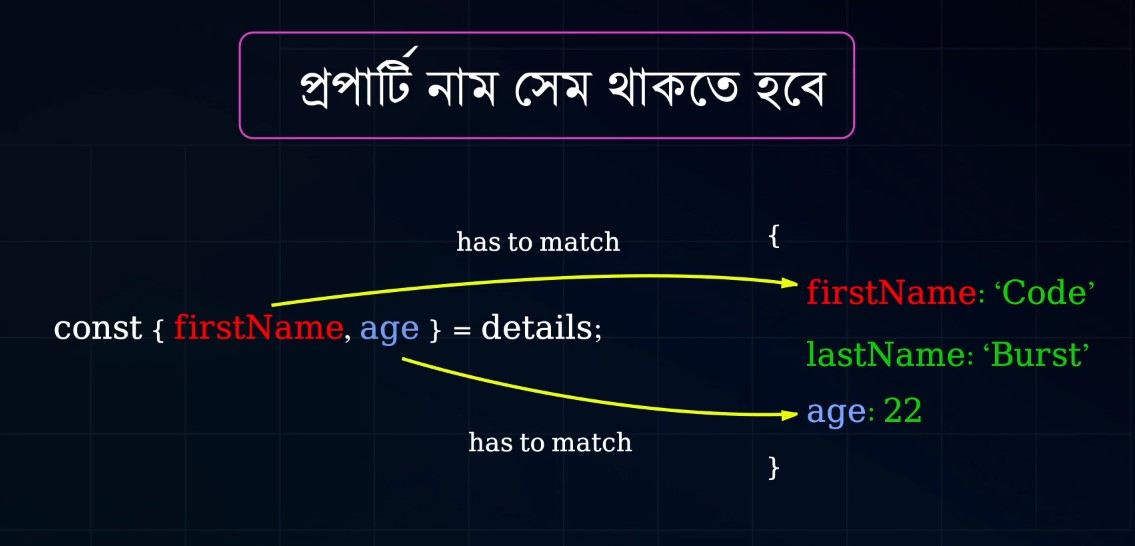 প্রপার্টি নাম সেম থাকতে হবে
has to match
{
firstName: ‘Code’
const { firstName, age } = details;
lastName: ‘Burst’
age: 22
has to match
}